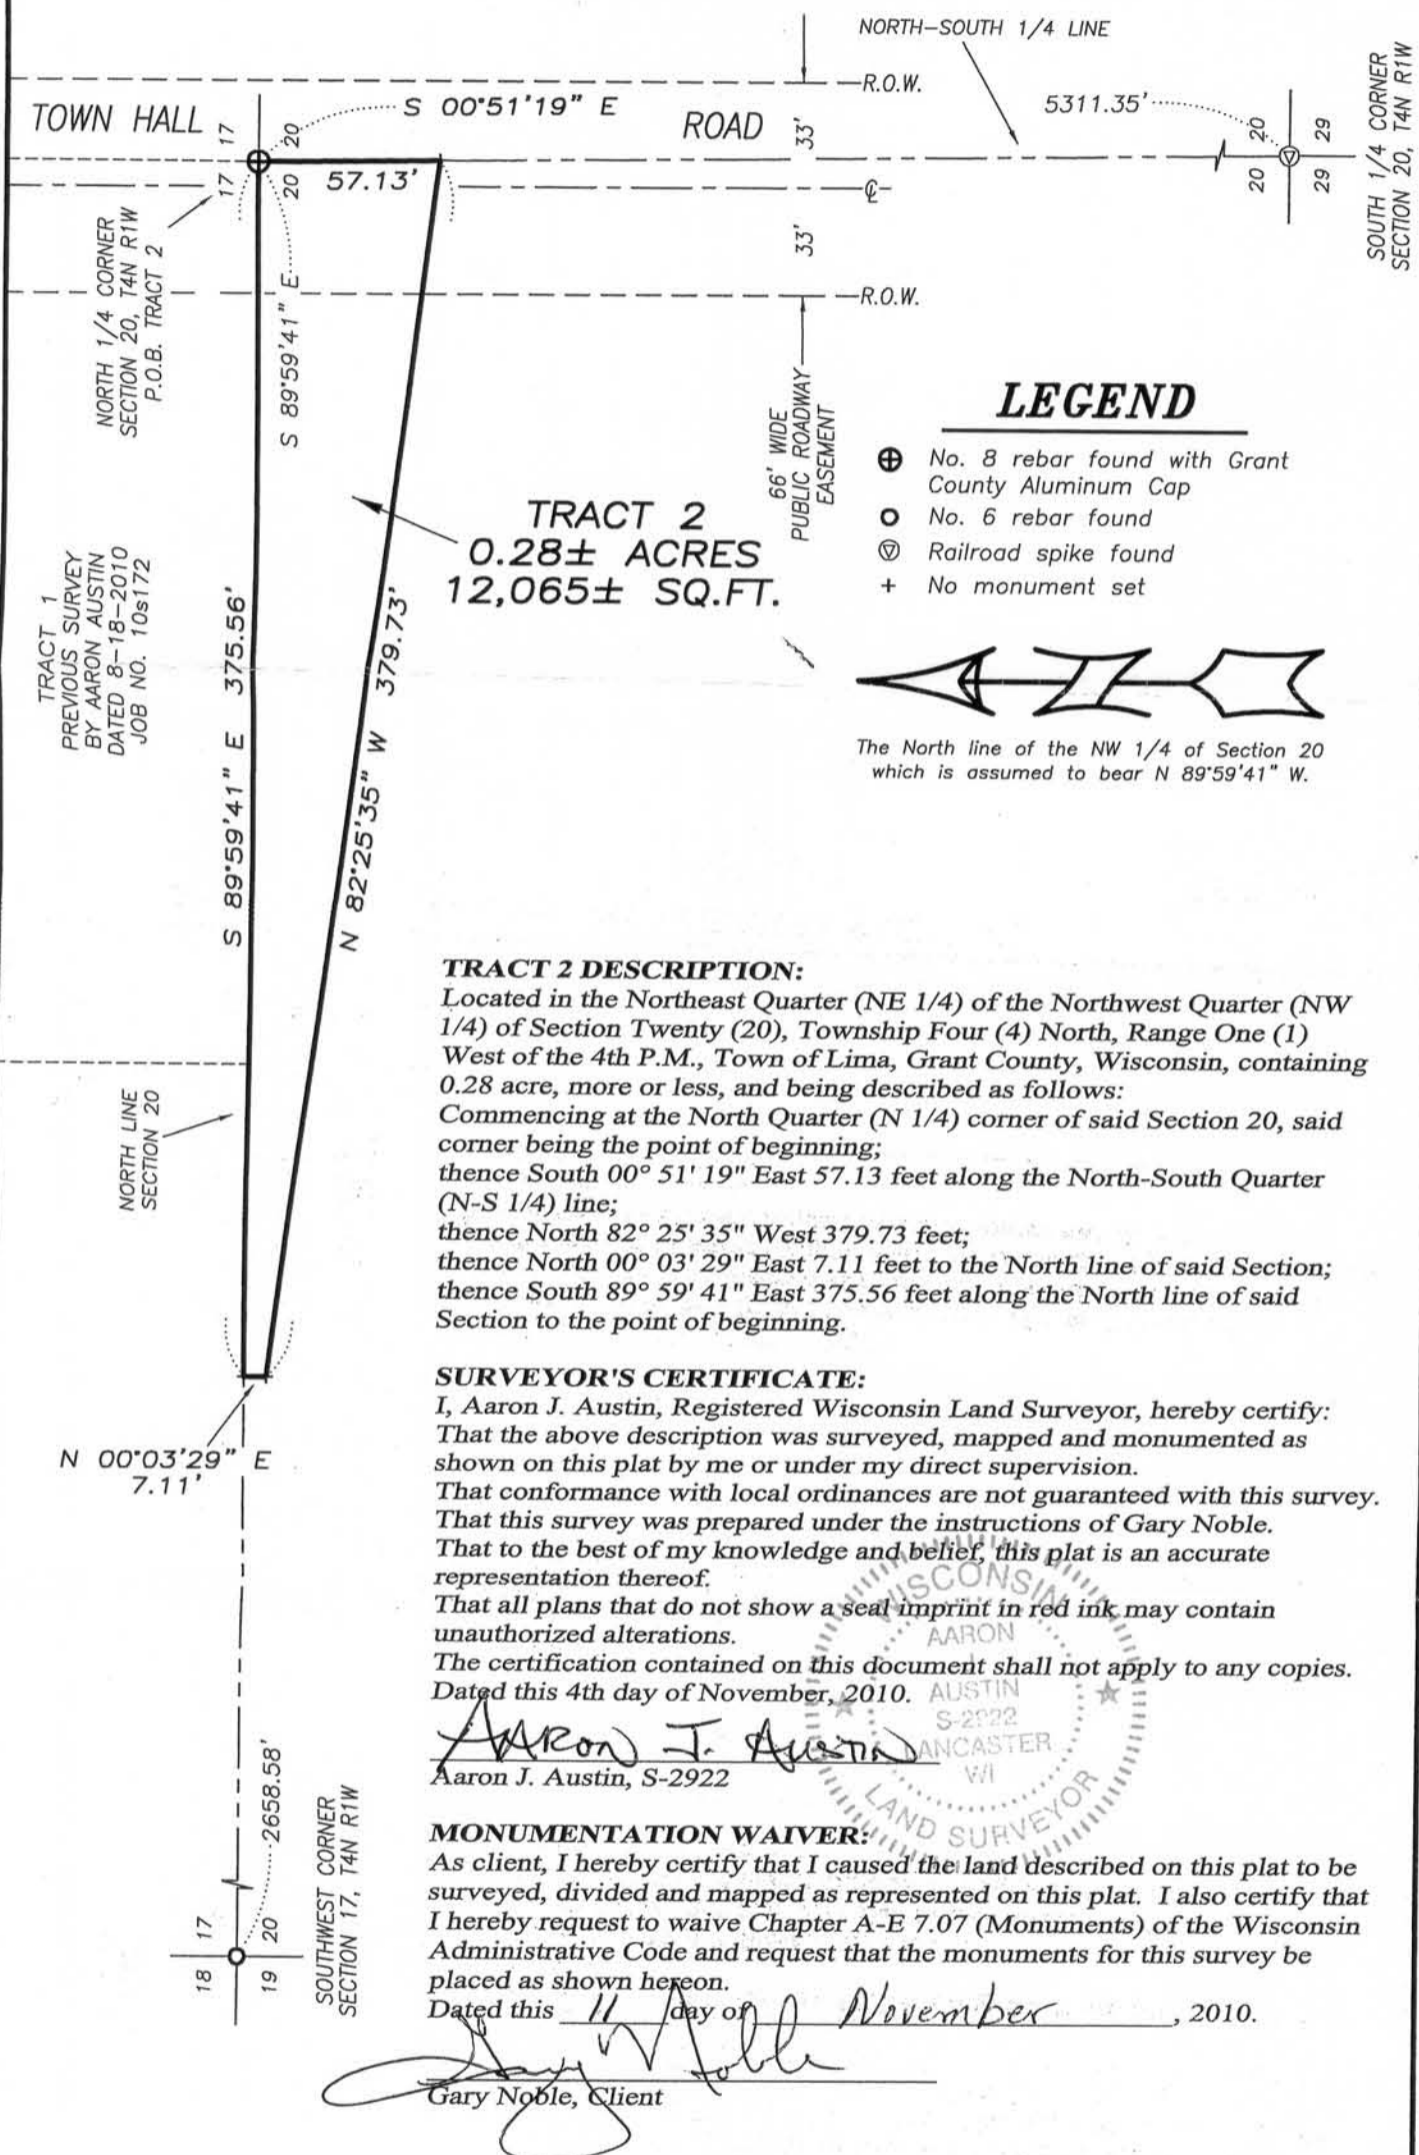 NORTH-SOUTH 1/4 LINE
R.O.W.
TOWN HALL
ROAD
S 00°51'19" E
5311.35'
17
20
17
20
57.13'
33'
33'
℄
R.O.W.
20
29
20
29
SOUTH 1/4 CORNER
SECTION 20, T4N R1W
NORTH 1/4 CORNER
SECTION 20, T4N R1W
P.O.B. TRACT 2
S 89°59'41" E
66' WIDE
PUBLIC ROADWAY
EASEMENT
LEGEND
No. 8 rebar found with Grant
County Aluminum Cap
No. 6 rebar found
Railroad spike found
+ No monument set
TRACT 2
0.28± ACRES
12,065± SQ.FT.
TRACT 1
PREVIOUS SURVEY
BY AARON AUSTIN
DATED 8-18-2010
JOB NO. 10s172
S 89°59'41" E 375.56'
N 82°25'35" W 379.73'
N
The North line of the NW 1/4 of Section 20
which is assumed to bear N 89°59'41" W.
NORTH LINE
SECTION 20
TRACT 2 DESCRIPTION:
Located in the Northeast Quarter (NE 1/4) of the Northwest Quarter (NW
1/4) of Section Twenty (20), Township Four (4) North, Range One (1)
West of the 4th P.M., Town of Lima, Grant County, Wisconsin, containing
0.28 acre, more or less, and being described as follows:
Commencing at the North Quarter (N 1/4) corner of said Section 20, said
corner being the point of beginning;
thence South 00° 51' 19" East 57.13 feet along the North-South Quarter
(N-S 1/4) line;
thence North 82° 25' 35" West 379.73 feet;
thence North 00° 03' 29" East 7.11 feet to the North line of said Section;
thence South 89° 59' 41" East 375.56 feet along the North line of said
Section to the point of beginning.
N 00°03'29" E
7.11'
SURVEYOR'S CERTIFICATE:
I, Aaron J. Austin, Registered Wisconsin Land Surveyor, hereby certify:
That the above description was surveyed, mapped and monumented as
shown on this plat by me or under my direct supervision.
That conformance with local ordinances are not guaranteed with this survey.
That this survey was prepared under the instructions of Gary Noble.
That to the best of my knowledge and belief, this plat is an accurate
representation thereof.
That all plans that do not show a seal imprint in red ink may contain
unauthorized alterations.
The certification contained on this document shall not apply to any copies.
Dated this 4th day of November, 2010.
Aaron J. Austin
Aaron J. Austin, S-2922
WISCONSIN
AARON
J
AUSTIN
S-2922
LANCASTER
WI
LAND SURVEYOR
2658.58'
SOUTHWEST CORNER
SECTION 17, T4N R1W
18
17
19
20
MONUMENTATION WAIVER:
As client, I hereby certify that I caused the land described on this plat to be
surveyed, divided and mapped as represented on this plat. I also certify that
I hereby request to waive Chapter A-E 7.07 (Monuments) of the Wisconsin
Administrative Code and request that the monuments for this survey be
placed as shown hereon.
Dated this 11 day of November, 2010.
Gary Noble
Gary Noble, Client